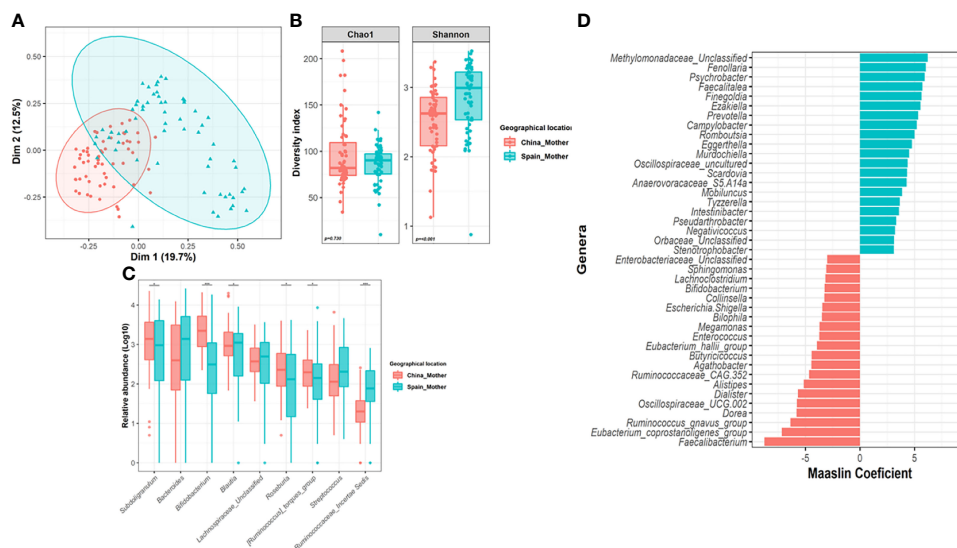 A
Dim 2 (12.5%)
0.50
0.25
0.00
-0.25
-0.25
0.00
0.25
0.50
Dim 1 (19.7%)
B
Chao1
Shannon
Diversity index
200
150
100
50
3
2
1
Geographical location
China_Mother
Spain_Mother
C
Relative abundance (Log10)
4
3
2
1
0
Geographical location
China_Mother
Spain_Mother
Subdoligranulum
Bacteroides
Bifidobacterium
Blautia
Lachnospiraceae_Unclassified
Roseburia
[Ruminococcus]_torques_group
Streptococcus
Ruminococcaceae_Incertae Sedis
D
Genera
Methylomonadaceae_Unclassified
Fenollaria
Psychrobacter
Faecalitalea
Finegoldia
Ezakiella
Prevotella
Campylobacter
Romboutsia
Eggerthella
Murdochella
Oscillospiraceae_uncultured
Scardovia
Anaerovoracaceae_S5.A14a
Mobiluncus
Tyzzerella
Intestinibacter
Pseudarthrobacter
Negativicoccus
Orbaceae_Unclassified
Stenotrophobacter
Enterobacteriaceae_Unclassified
Sphingomonas
Lachnoclostridium
Bifidobacterium
Collinsella
Escherichia.Shigella
Bilophila
Megamonas
Enterococcus
Eubacterium_hallii_group
Butyricicoccus
Agathobacter
Ruminococcaceae_CAG.352
Alistipes
Dialister
Oscillospiraceae_UCG.002
Dorea
Ruminococcus_gnavus_group
Eubacterium_coprostanoligenes_group
Faecalibacterium
-5
0
5
Maaslin Coeficient